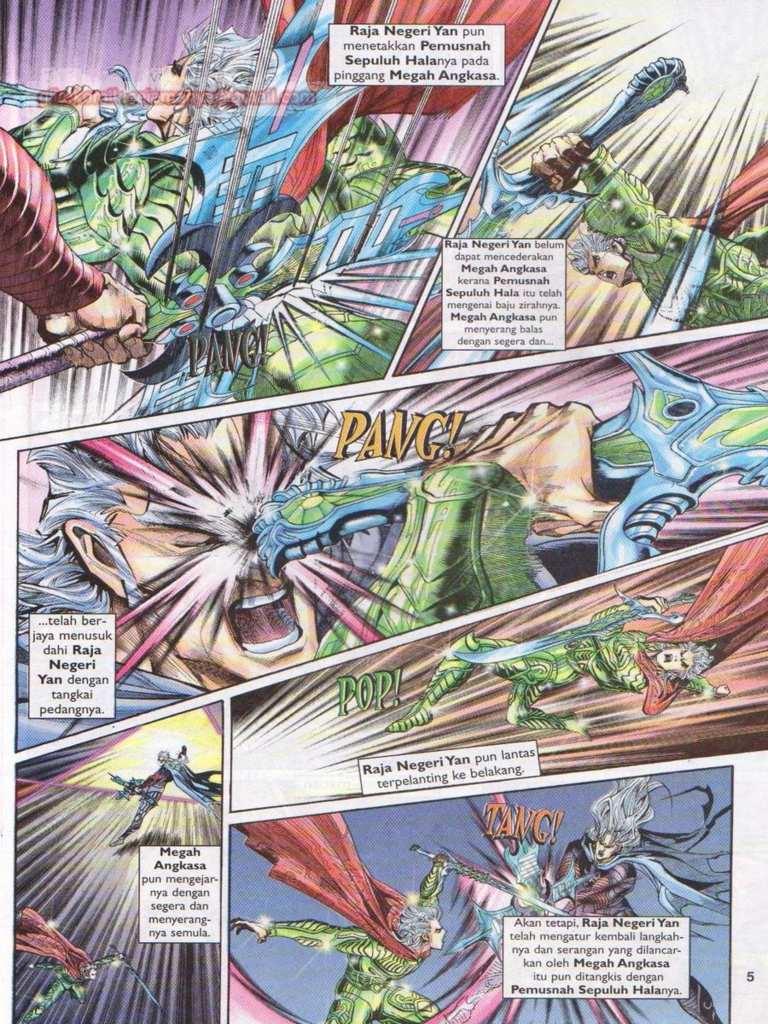 Raja Negeri Yan pun
menetakkan Pemusnah
Sepuluh Halanya pada
pinggang Megah Angkasa.
PANG!
Raja Negeri Yan belum
dapat mencederakan
Megah Angkasa
kerana Pemusnah
Sepuluh Hala itu telah
mengenai baju zirahnya.
Megah Angkasa pun
menyerang balas
dengan segera dan...
PANG!
...telah ber-
jaya menusuk
dahi Raja
Negeri
Yan dengan
tangkai
pedangnya.
POP!
Raja Negeri Yan pun lantas
terpelanting ke belakang.
Megah
Angkasa
pun mengejar-
nya dengan
segera dan
menyerang-
nya semula.
TANG!
Akan tetapi, Raja Negeri Yan
telah mengatur kembali langkah-
nya dan serangan yang dilancar-
kan oleh Megah Angkasa
itu pun ditangkis dengan
Pemusnah Sepuluh Halanya.
5